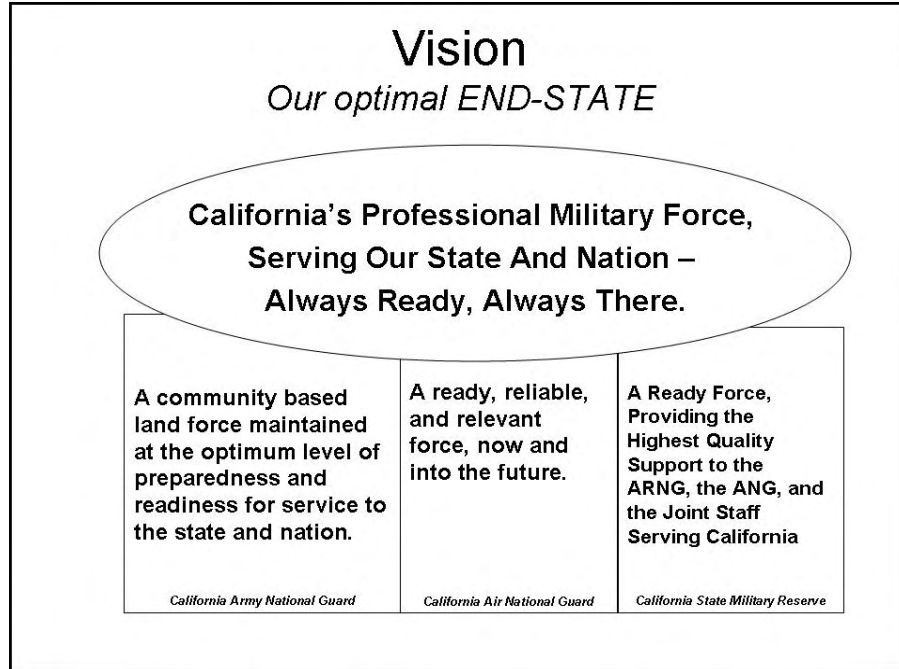 Vision
Our optimal END-STATE
California's Professional Military Force,
Serving Our State And Nation –
Always Ready, Always There.
A community based
land force maintained
at the optimum level of
preparedness and
readiness for service to
the state and nation.
California Army National Guard
A ready, reliable,
and relevant
force, now and
into the future.
California Air National Guard
A Ready Force,
Providing the
Highest Quality
Support to the
ARNG, the ANG, and
the Joint Staff
Serving California
California State Military Reserve